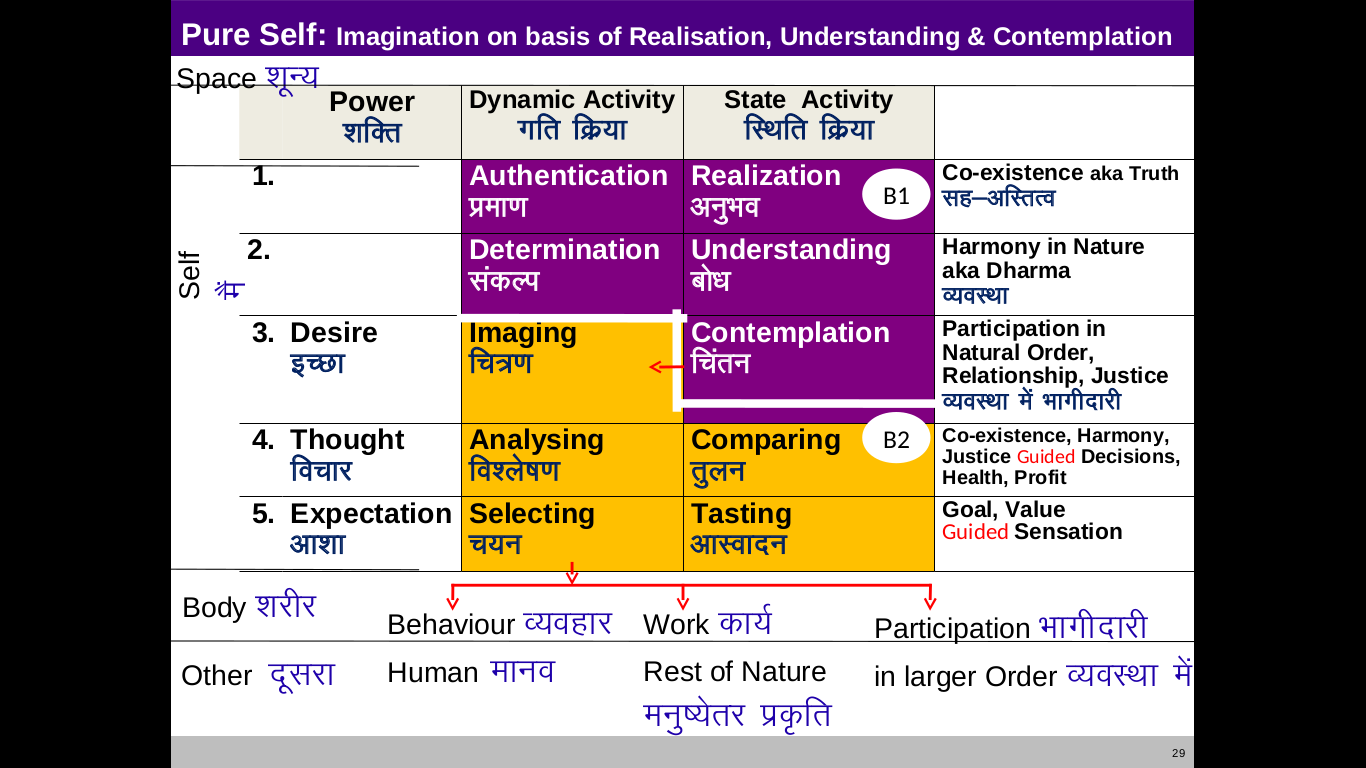 Pure Self: Imagination on basis of Realisation, Understanding & Contemplation
Space शून्य
Power
शक्ति
Dynamic Activity
गति क्रिया
State Activity
स्थिति क्रिया
Self
मैं
1.
Authentication
प्रमाण
Realization
अनुभव
B1
Co-existence aka Truth
सह–अस्तित्व
2.
Determination
संकल्प
Understanding
बोध
Harmony in Nature
aka Dharma
व्यवस्था
3. Desire
इच्छा
Imaging
चित्रण
Contemplation
चिंतन
Participation in
Natural Order,
Relationship, Justice
व्यवस्था में भागीदारी
4. Thought
विचार
Analysing
विश्लेषण
Comparing
तुलन
B2
Co-existence, Harmony,
Justice Guided Decisions,
Health, Profit
5. Expectation
आशा
Selecting
चयन
Tasting
आस्वादन
Goal, Value
Guided Sensation
Body शरीर
Behaviour व्यवहार
Work कार्य
Participation भागीदारी
Other दूसरा
Human मानव
Rest of Nature
मनुष्येतर प्रकृति
in larger Order व्यवस्था में
29